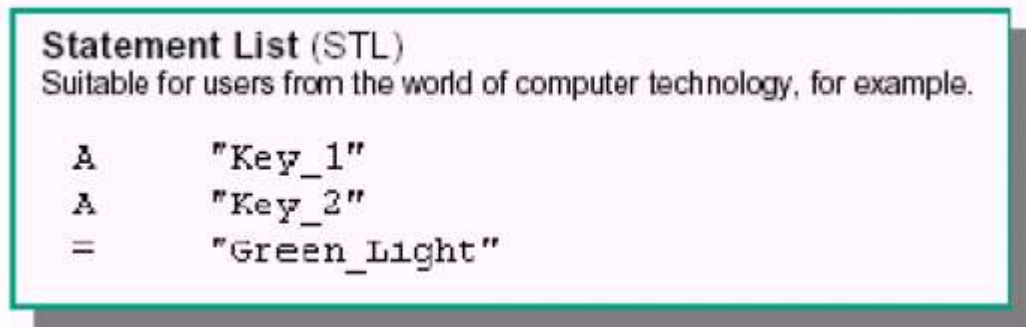 Statement List (STL)
Suitable for users from the world of computer technology, for example.
A "Key_1"
A "Key_2"
= "Green_Light"